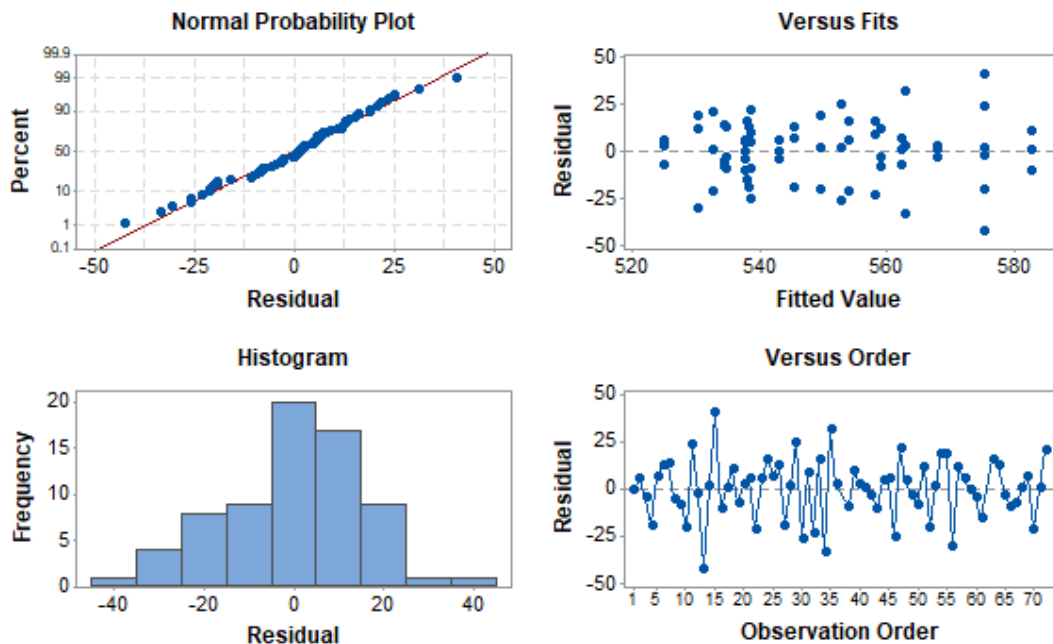 Normal Probability Plot
99.9
99
90
50
10
1
0.1
Percent
-50 -25 0 25 50
Residual
Versus Fits
50
25
0
-25
-50
Residual
520 540 560 580
Fitted Value
Histogram
20
15
10
5
0
Frequency
-40 -20 0 20 40
Residual
Versus Order
50
25
0
-25
-50
Residual
1 5 10 15 20 25 30 35 40 45 50 55 60 65 70
Observation Order